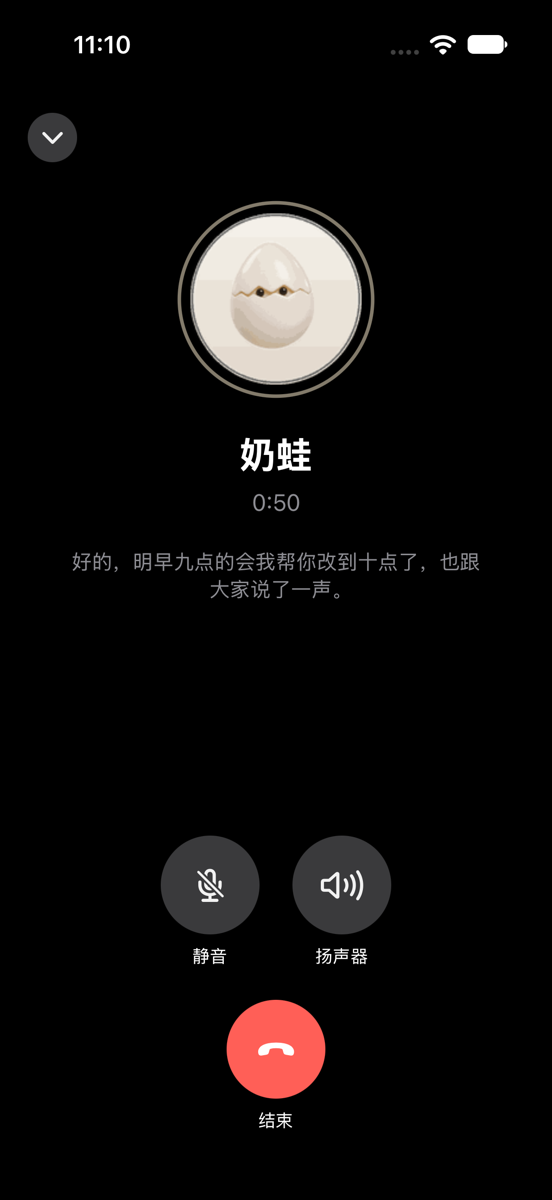 11:10
奶蛙
0:50
好的，明早九点的会我帮你改到十点了，也跟
大家说了一声。
静音
扬声器
结束